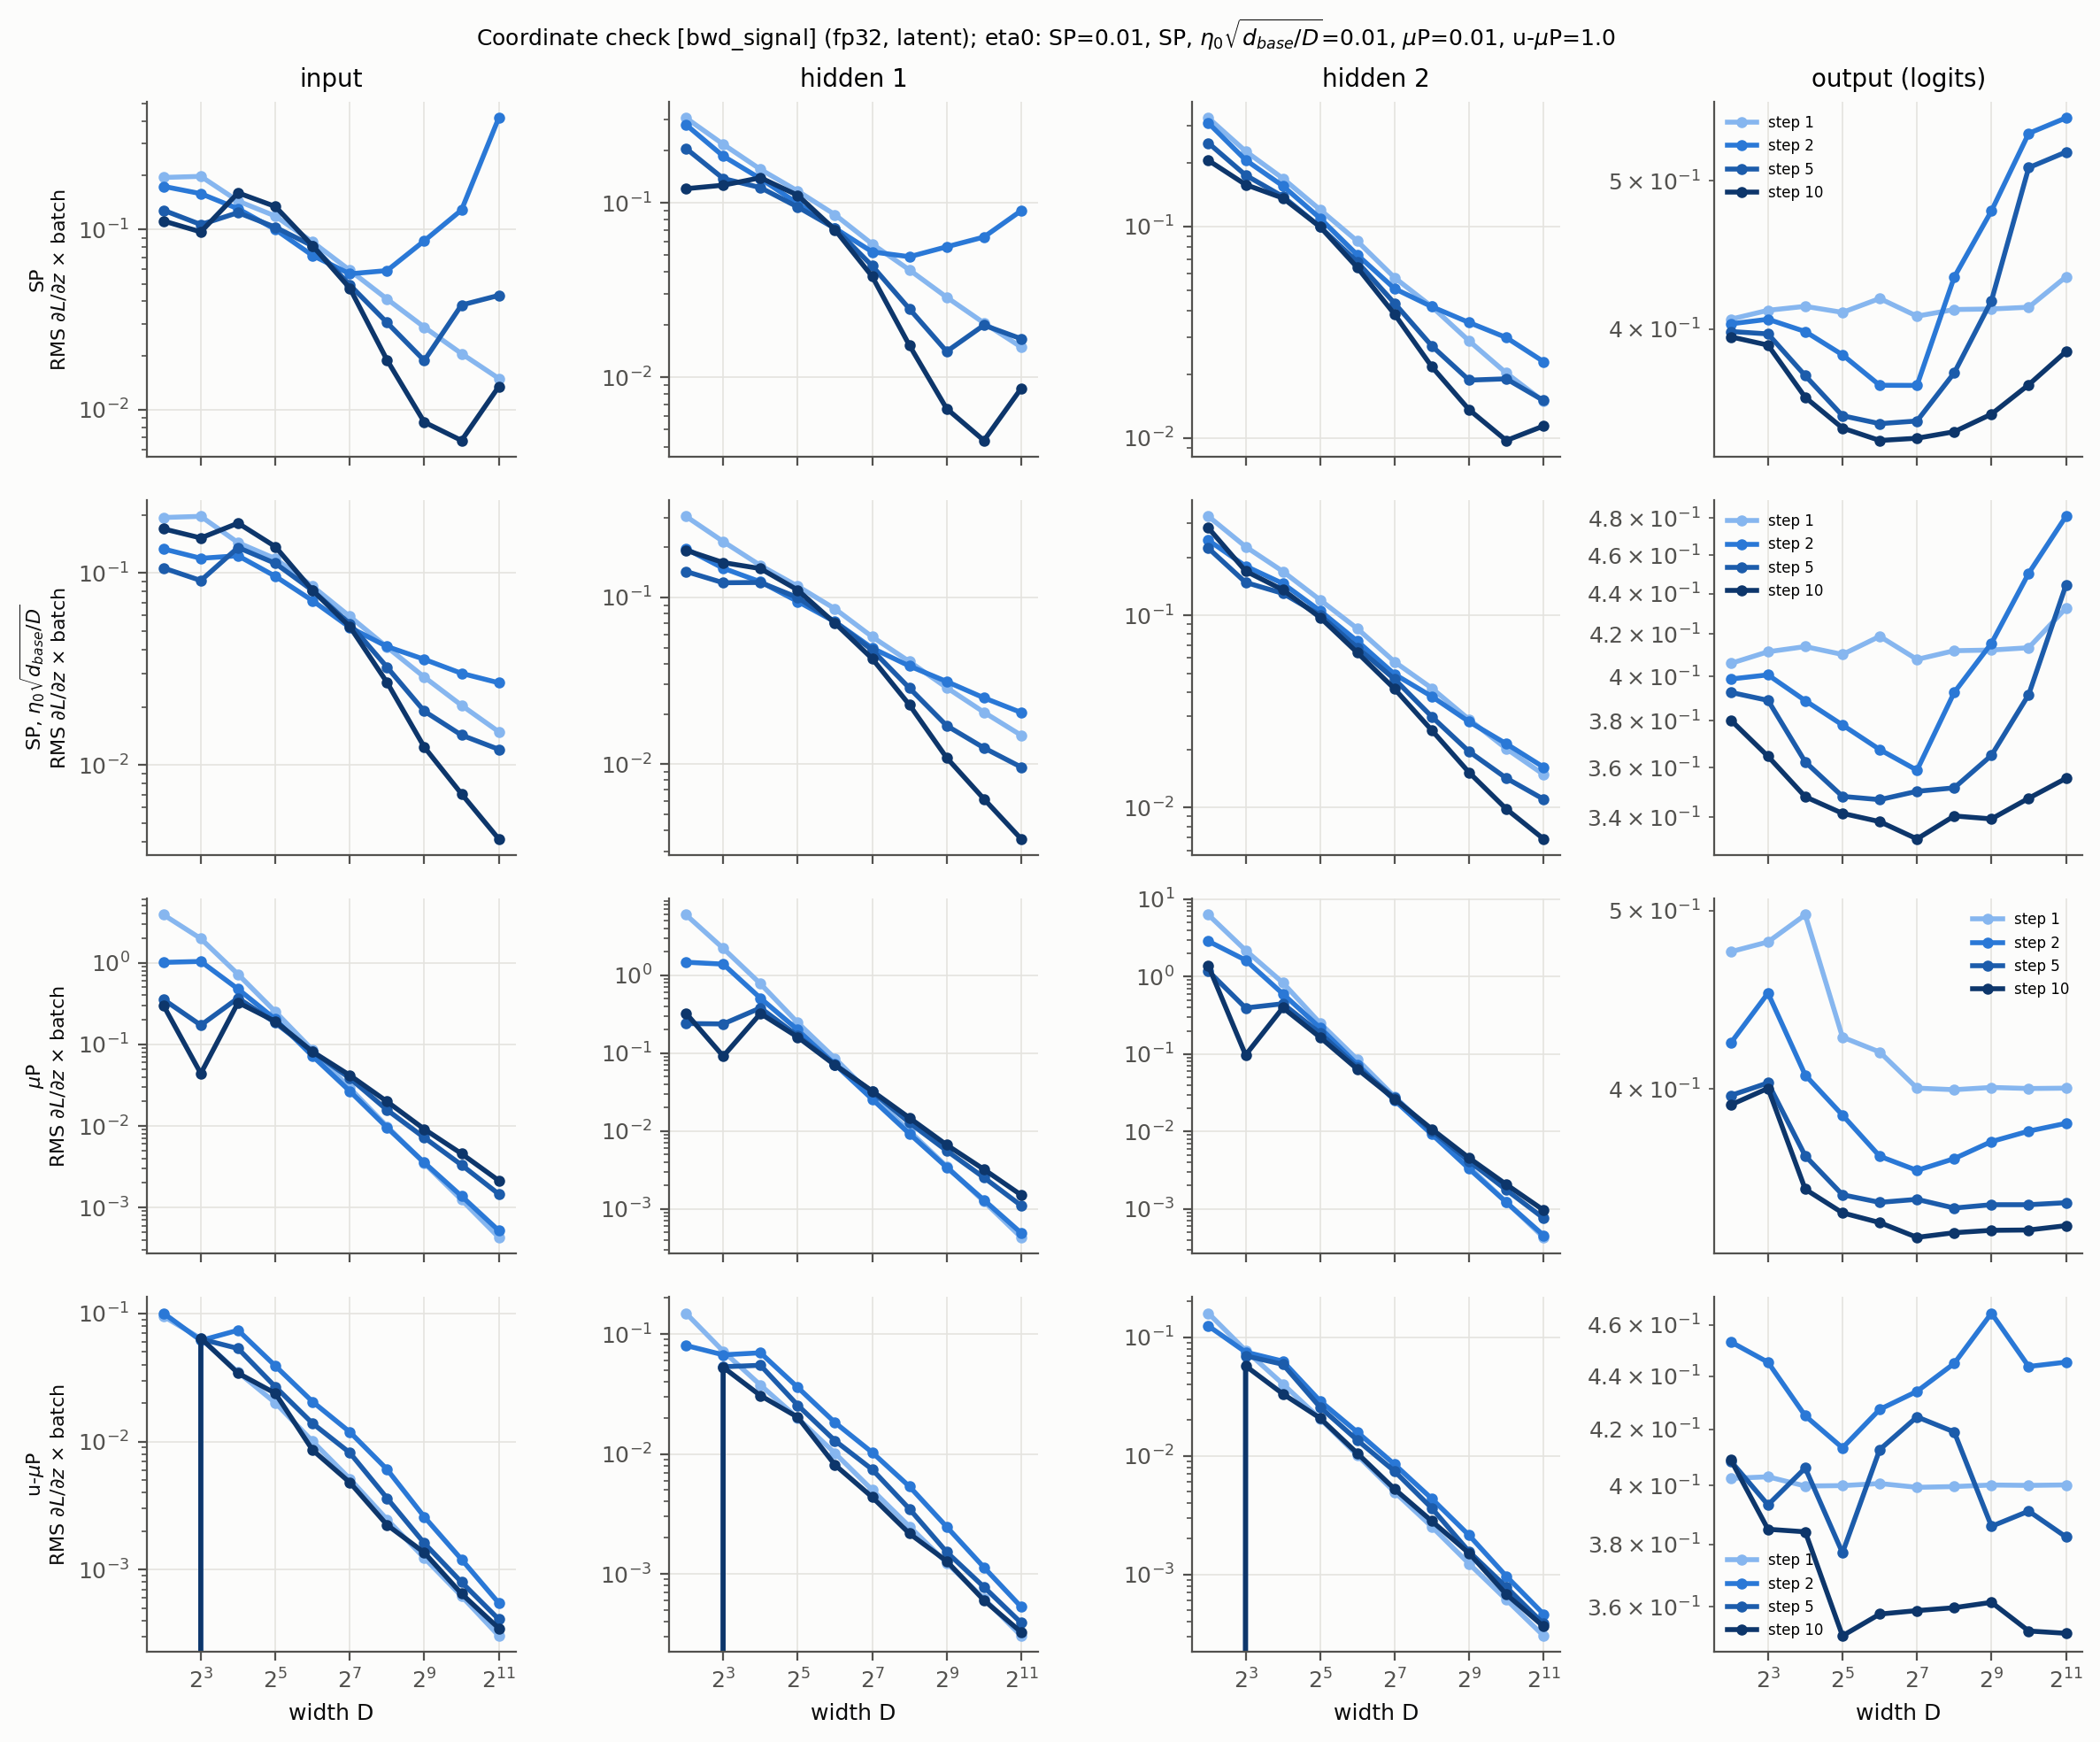 Coordinate check [bwd_signal] (fp32, latent); eta0: SP=0.01, SP, η₀√(d_base/D)=0.01, μP=0.01, u-μP=1.0
input
hidden 1
hidden 2
output (logits)
SP
RMS ∂L/∂z × batch
10⁻¹
10⁻²
10⁻¹
10⁻²
10⁻¹
10⁻²
5 × 10⁻¹
4 × 10⁻¹
step 1
step 2
step 5
step 10
SP, η₀√(d_base/D)
RMS ∂L/∂z × batch
10⁻¹
10⁻²
10⁻¹
10⁻²
10⁻¹
10⁻²
4.8 × 10⁻¹
4.6 × 10⁻¹
4.4 × 10⁻¹
4.2 × 10⁻¹
4 × 10⁻¹
3.8 × 10⁻¹
3.6 × 10⁻¹
3.4 × 10⁻¹
step 1
step 2
step 5
step 10
μP
RMS ∂L/∂z × batch
10⁰
10⁻¹
10⁻²
10⁻³
10⁰
10⁻¹
10⁻²
10⁻³
10¹
10⁰
10⁻¹
10⁻²
10⁻³
5 × 10⁻¹
4 × 10⁻¹
step 1
step 2
step 5
step 10
u-μP
RMS ∂L/∂z × batch
10⁻¹
10⁻²
10⁻³
10⁻¹
10⁻²
10⁻³
10⁻¹
10⁻²
10⁻³
4.6 × 10⁻¹
4.4 × 10⁻¹
4.2 × 10⁻¹
4 × 10⁻¹
3.8 × 10⁻¹
3.6 × 10⁻¹
step 1
step 2
step 5
step 10
2³ 2⁵ 2⁷ 2⁹ 2¹¹
2³ 2⁵ 2⁷ 2⁹ 2¹¹
2³ 2⁵ 2⁷ 2⁹ 2¹¹
2³ 2⁵ 2⁷ 2⁹ 2¹¹
width D
width D
width D
width D